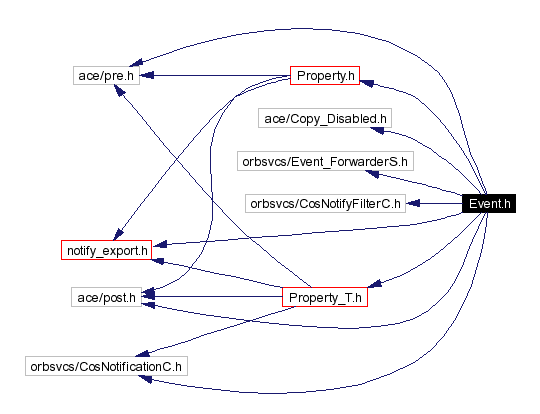 ace/pre.h
Property.h
ace/Copy_Disabled.h
orbsvcs/Event_ForwarderS.h
orbsvcs/CosNotifyFilterC.h
Event.h
notify_export.h
ace/post.h
Property_T.h
orbsvcs/CosNotificationC.h